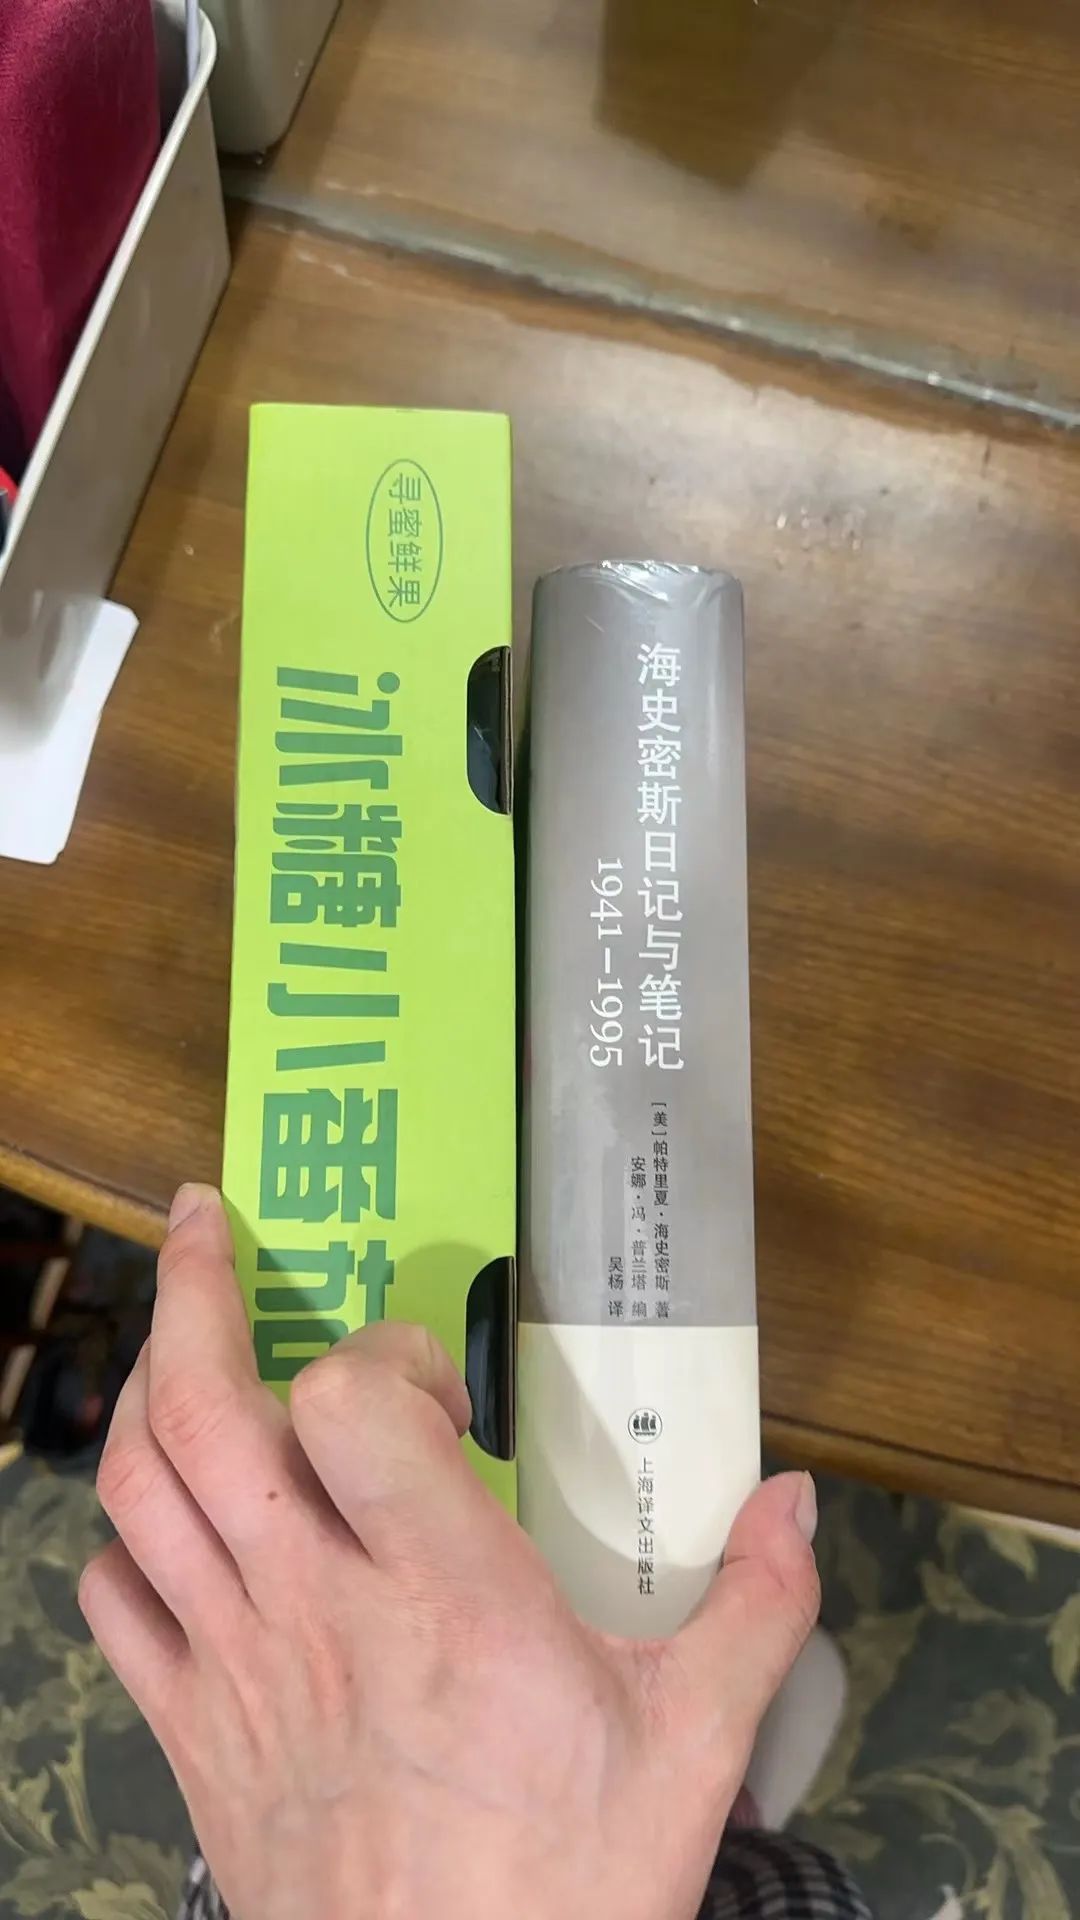 寻蜜鲜果
冰糖小番茄
海史密斯日记与笔记
1941—1995
[美]帕特里夏·海史密斯 著
安娜·冯·普兰塔 编
吴杨 译
上海译文出版社